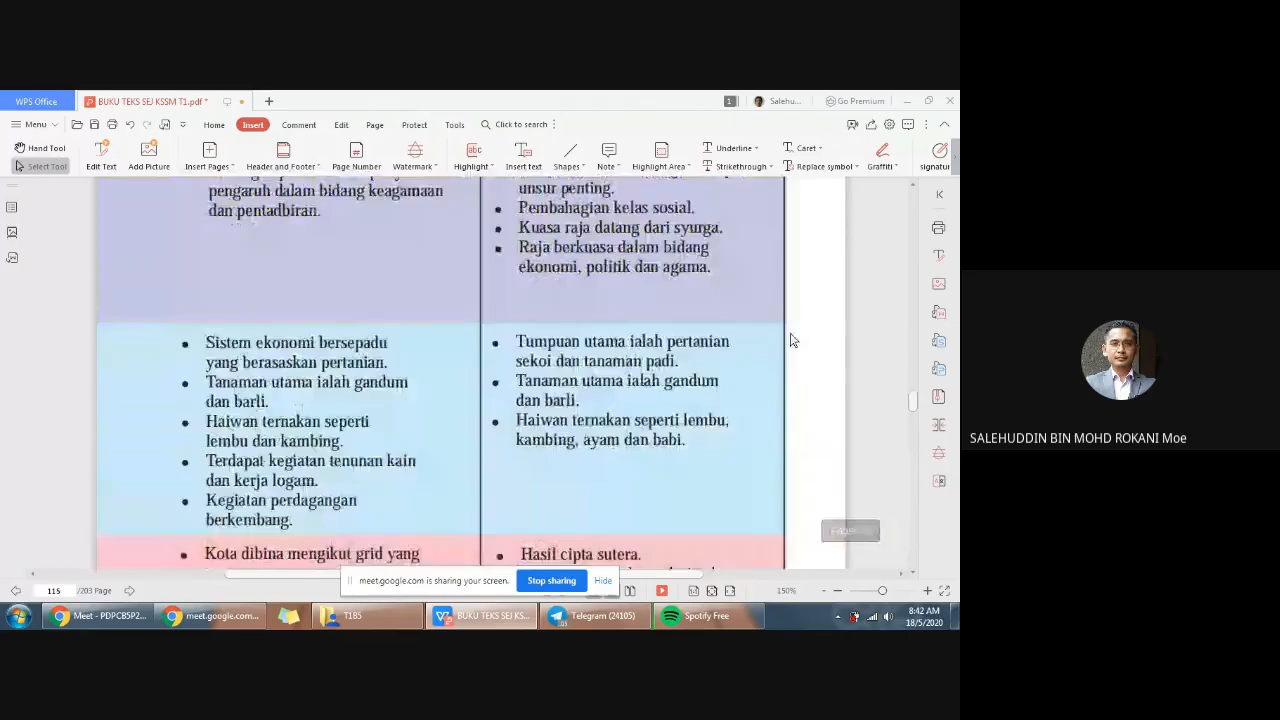 WPS Office
BUKU TEKS SEJ KSSM T1.pdf *
1
Salehu...
Go Premium
Menu
Home
Insert
Comment
Edit
Page
Protect
Tools
Click to search
Hand Tool
Select Tool
Edit Text
Add Picture
Insert Pages
Header and Footer
Page Number
Watermark
Highlight
Insert text
Shapes
Note
Highlight Area
Underline
Strikethrough
Caret
Replace symbol
Graffiti
signatur
pengaruh dalam bidang keagamaan
dan pentadbiran.
unsur penting.
Pembahagian kelas sosial.
Kuasa raja datang dari syurga.
Raja berkuasa dalam bidang
ekonomi, politik dan agama.
Sistem ekonomi bersepadu
yang berasaskan pertanian.
Tanaman utama ialah gandum
dan barli.
Haiwan ternakan seperti
lembu dan kambing.
Terdapat kegiatan tenunan kain
dan kerja logam.
Kegiatan perdagangan
berkembang.
Tumpuan utama ialah pertanian
sekoi dan tanaman padi.
Tanaman utama ialah gandum
dan barli.
Haiwan ternakan seperti lembu,
kambing, ayam dan babi.
Kota dibina mengikut grid yang
Hasil cipta sutera.
meet.google.com is sharing your screen.
Stop sharing
Hide
115
/203 Page
150%
Meet - PDPCB5P2...
meet.google.com...
T1BS
BUKU TEKS SEJ KS...
Telegram (24105)
Spotify Free
8:42 AM
18/5/2020
SALEHUDDIN BIN MOHD ROKANI Moe